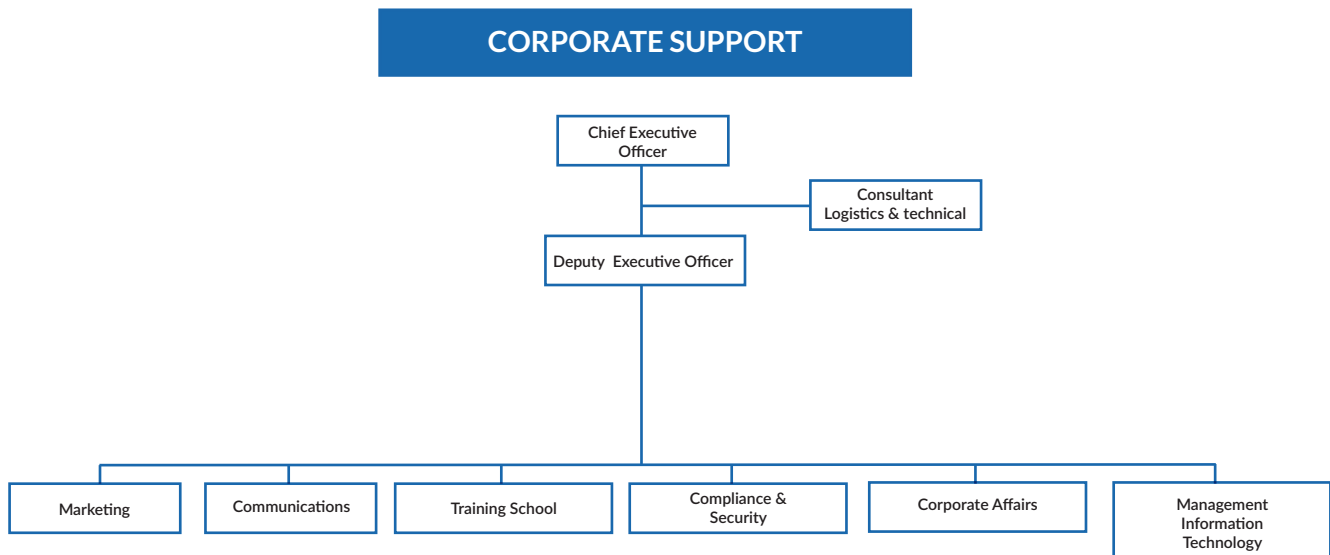 CORPORATE SUPPORT
Chief Executive
Officer
Consultant
Logistics & technical
Deputy Executive Officer
Marketing
Communications
Training School
Compliance &
Security
Corporate Affairs
Management
Information
Technology